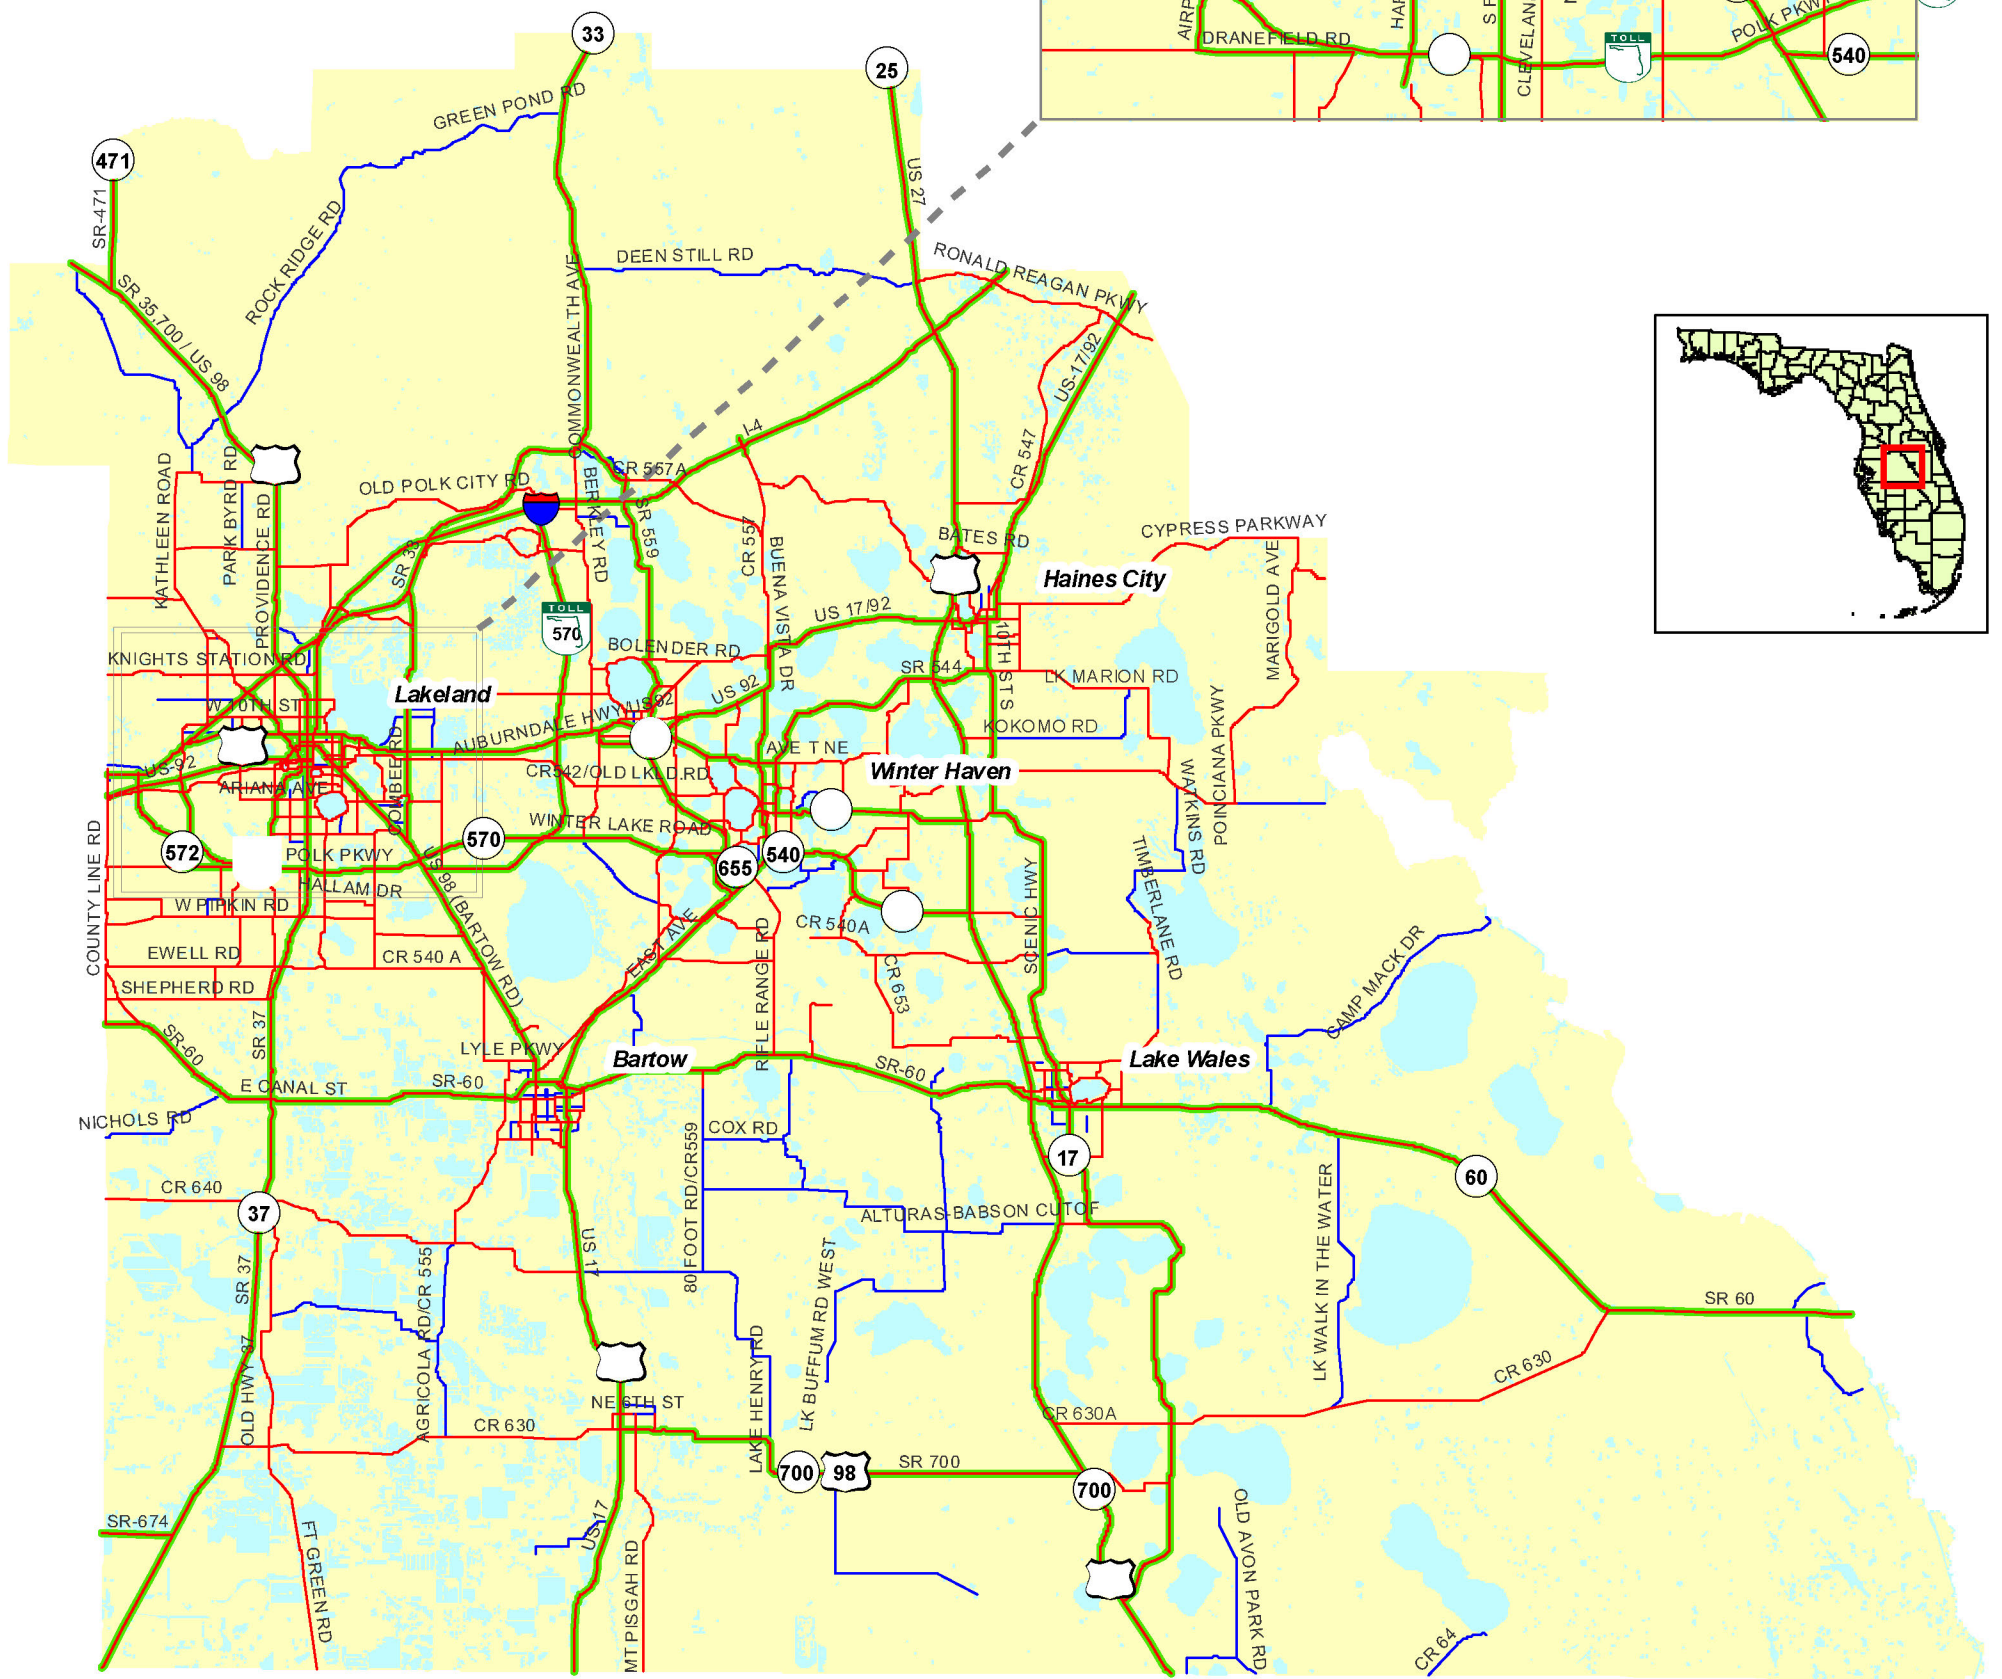 33
25
471
AIRP
DRANEFIELD RD
HAR
S F
CLEVELAN
TOLL
POLK PKWY
540
GREEN POND RD
SR-471
US 27
ROCK RIDGE RD
DEEN STILL RD
RONALD REAGAN PKWY
SR 35,700 / US 98
COMMONWEALTH AVE
US-17/92
I-4
CR 547
KATHLEEN ROAD
PARK BYRD RD
PROVIDENCE RD
OLD POLK CITY RD
CR 557A
BERKLEY RD
SR 559
CR 557
BUENA VISTA DR
BATES RD
CYPRESS PARKWAY
MARIGOLD AVE
SR 33
Haines City
TOLL
570
US 17/92
10TH ST S
KNIGHTS STATION RD
BOLENDER RD
SR 544
LK MARION RD
Lakeland
US 92
W 10TH ST
AUBURNDALE HWY/US92
KOKOMO RD
POINCIANA PKWY
US-92
COMBEE RD
AVE T NE
CR542/OLD LKLD.RD
Winter Haven
WATKINS RD
ARIANA AVE
COUNTY LINE RD
WINTER LAKE ROAD
570
572
POLK PKWY
655
540
TIMBERLANE RD
HALLAM DR
US 98 (BARTOW RD)
W PIPKIN RD
SCENIC HWY
CR 540A
EAST AVE
RIFLE RANGE RD
EWELL RD
CR 540 A
CR 653
CAMP MACK DR
SHEPHERD RD
SR 37
SR-60
LYLE PKWY
Bartow
SR-60
Lake Wales
E CANAL ST
SR-60
NICHOLS RD
COX RD
80 FOOT RD/CR559
17
60
LK WALK IN THE WATER
CR 640
37
ALTURAS-BABSON CUTOF
SR 37
AGRICOLA RD/CR 555
US 17
LK BUFFUM RD WEST
SR 60
OLD HWY 37
LAKE HENRY RD
CR 630
NE 6TH ST
CR 630
CR 630A
700
98
SR 700
700
SR-674
FT GREEN RD
US-17
MT PISGAH RD
OLD AVON PARK RD
CR 64